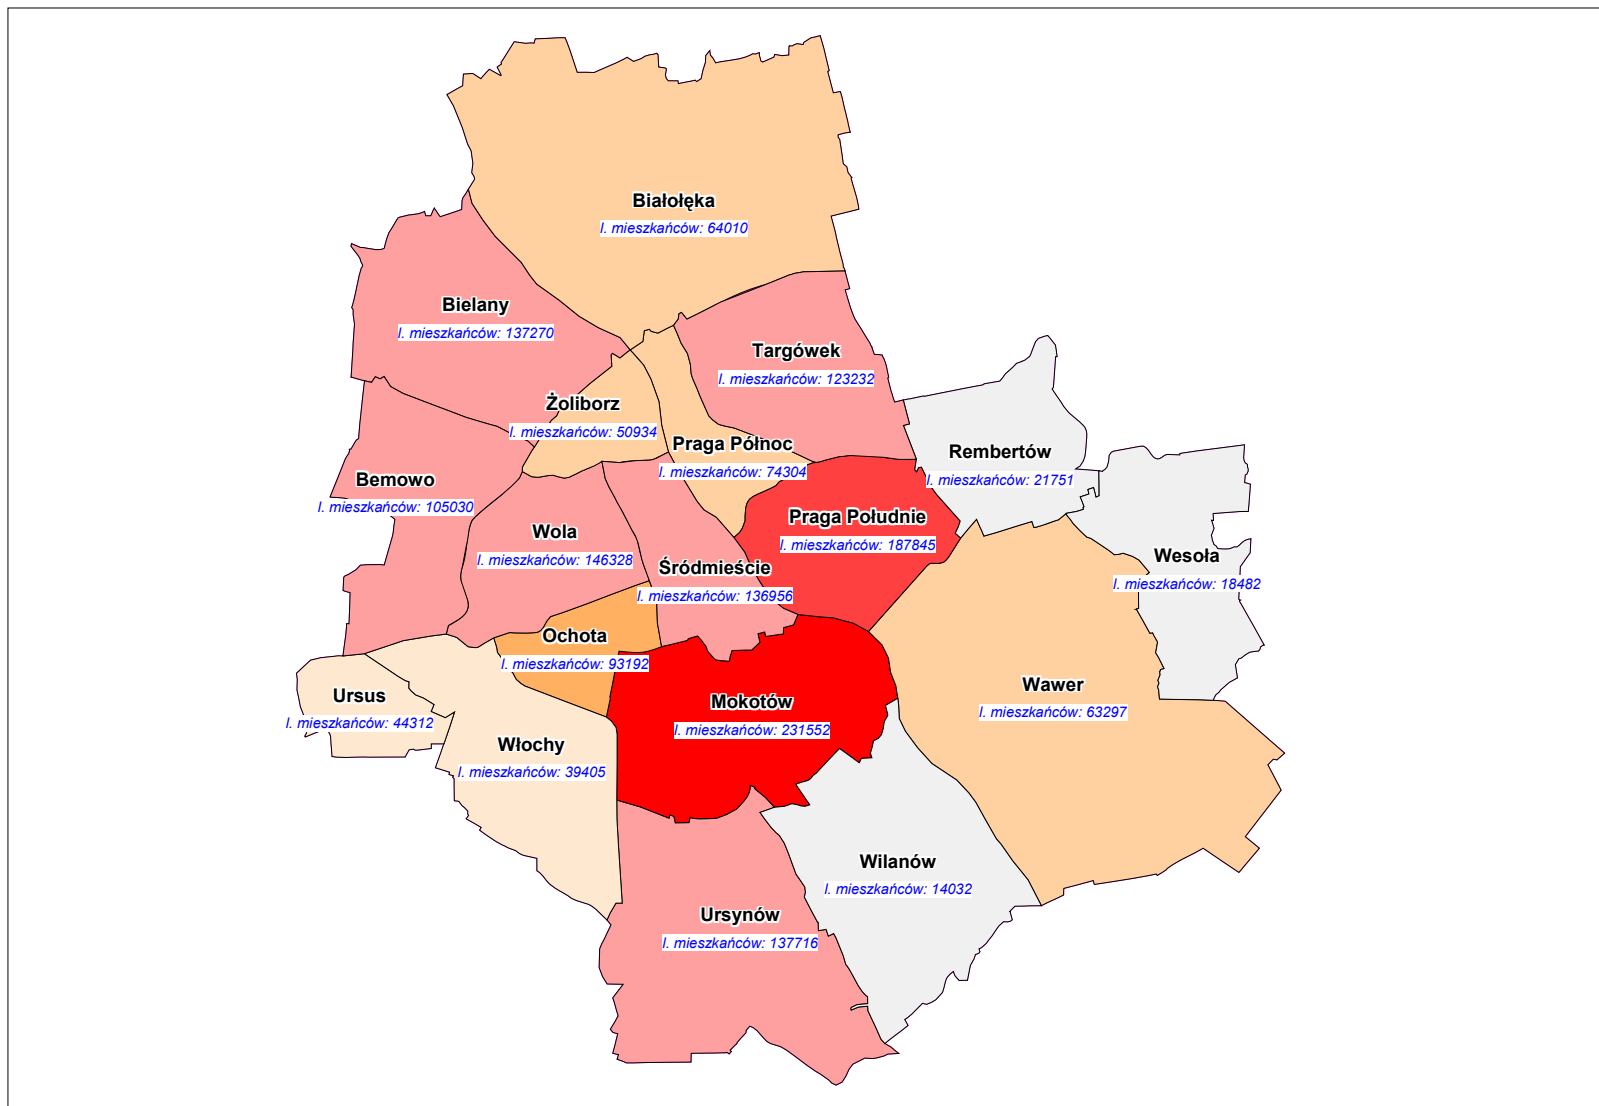 Białołęka
l. mieszkańców: 64010
Bielany
l. mieszkańców: 137270
Targówek
l. mieszkańców: 123232
Żoliborz
l. mieszkańców: 50934
Praga Północ
l. mieszkańców: 74304
Rembertów
l. mieszkańców: 21751
Bemowo
l. mieszkańców: 105030
Wola
l. mieszkańców: 146328
Praga Południe
l. mieszkańców: 187845
Wesoła
l. mieszkańców: 18482
Śródmieście
l. mieszkańców: 136956
Ochota
l. mieszkańców: 93192
Ursus
l. mieszkańców: 44312
Mokotów
l. mieszkańców: 231552
Wawer
l. mieszkańców: 63297
Włochy
l. mieszkańców: 39405
Wilanów
l. mieszkańców: 14032
Ursynów
l. mieszkańców: 137716